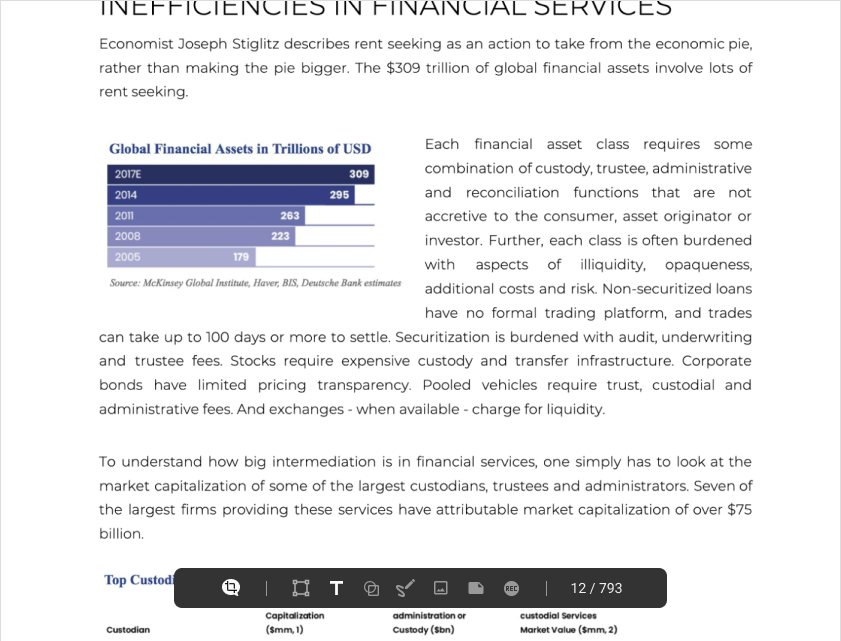 INEFFICIENCIES IN FINANCIAL SERVICES
Economist Joseph Stiglitz describes rent seeking as an action to take from the economic pie,
rather than making the pie bigger. The $309 trillion of global financial assets involve lots of
rent seeking.
Global Financial Assets in Trillions of USD
2017E 309
2014 295
2011 263
2008 223
2005 179
Source: McKinsey Global Institute, Haver, BIS, Deutsche Bank estimates
Each financial asset class requires some
combination of custody, trustee, administrative
and reconciliation functions that are not
accretive to the consumer, asset originator or
investor. Further, each class is often burdened
with aspects of illiquidity, opaqueness,
additional costs and risk. Non-securitized loans
have no formal trading platform, and trades
can take up to 100 days or more to settle. Securitization is burdened with audit, underwriting
and trustee fees. Stocks require expensive custody and transfer infrastructure. Corporate
bonds have limited pricing transparency. Pooled vehicles require trust, custodial and
administrative fees. And exchanges - when available - charge for liquidity.
To understand how big intermediation is in financial services, one simply has to look at the
market capitalization of some of the largest custodians, trustees and administrators. Seven of
the largest firms providing these services have attributable market capitalization of over $75
billion.
Top Custodi
T REC 12 / 793
Capitalization administration or custodial Services
Custodian ($mm, 1) Custody ($bn) Market Value ($mm, 2)